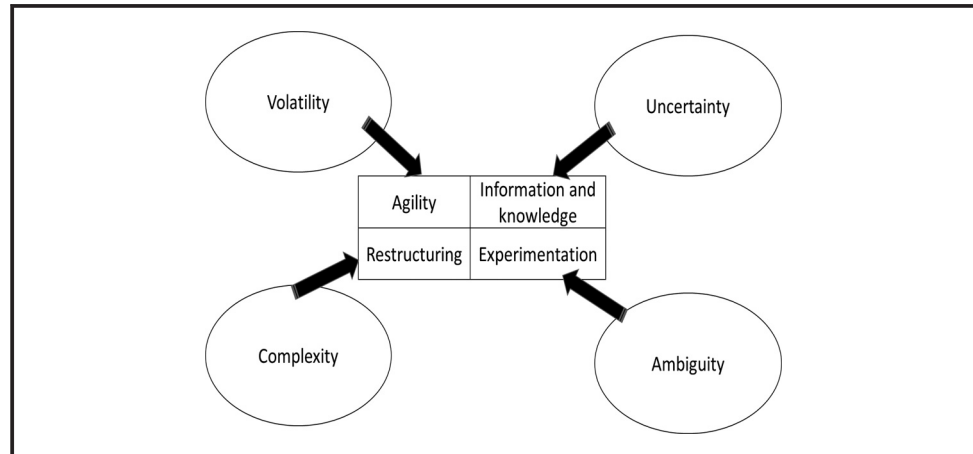 Volatility
Uncertainty
Agility
Information and
knowledge
Restructuring
Experimentation
Complexity
Ambiguity